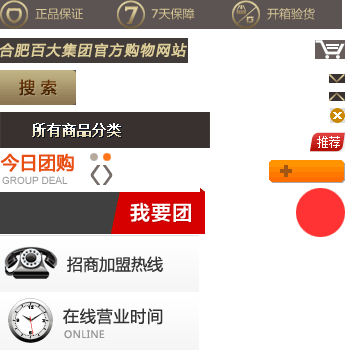 正品保证 7 7天保障 开箱验货
合肥百大集团官方购物网站
搜 索
所有商品分类
推荐
今日团购
GROUP DEAL
我要团
招商加盟热线
在线营业时间
ONLINE